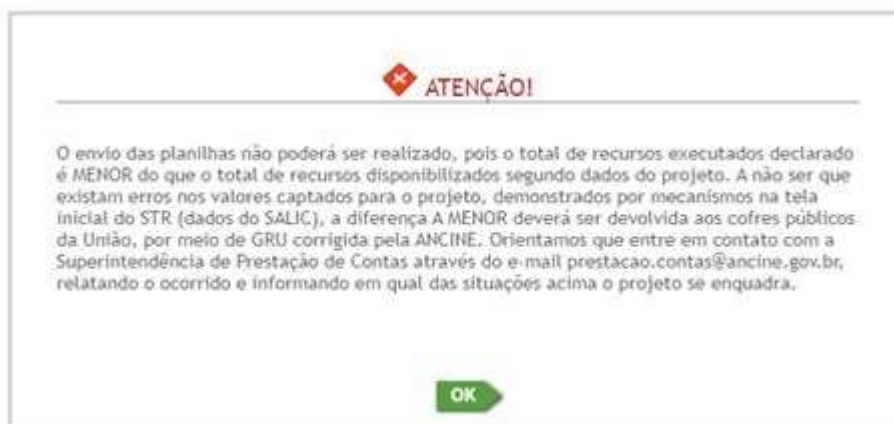 ATENÇÃO!
O envio das planilhas não poderá ser realizado, pois o total de recursos executados declarado
é MENOR do que o total de recursos disponibilizados segundo dados do projeto. A não ser que
existam erros nos valores captados para o projeto, demonstrados por mecanismos na tela
inicial do STR (dados do SALIC), a diferença A MENOR deverá ser devolvida aos cofres públicos
da União, por meio de GRU corrigida pela ANCINE. Orientamos que entre em contato com a
Superintendência de Prestação de Contas através do e-mail prestacao.contas@ancine.gov.br,
relatando o ocorrido e informando em qual das situações acima o projeto se enquadra.
OK